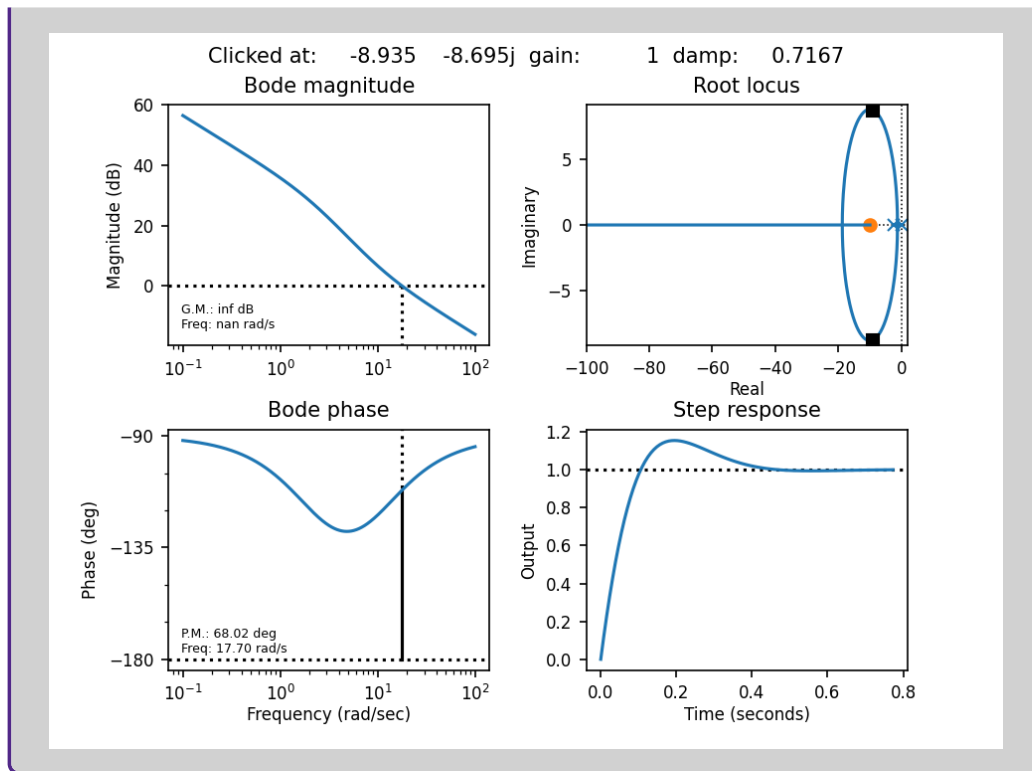 Clicked at: -8.935 -8.695j gain: 1 damp: 0.7167
Bode magnitude
60
40
20
0
Magnitude (dB)
G.M.: inf dB
Freq: nan rad/s
10⁻¹ 10⁰ 10¹ 10²
Root locus
5
0
−5
Imaginary
−100 −80 −60 −40 −20 0
Real
Bode phase
−90
−135
−180
Phase (deg)
P.M.: 68.02 deg
Freq: 17.70 rad/s
10⁻¹ 10⁰ 10¹ 10²
Frequency (rad/sec)
Step response
1.2
1.0
0.8
0.6
0.4
0.2
0.0
Output
0.0 0.2 0.4 0.6 0.8
Time (seconds)